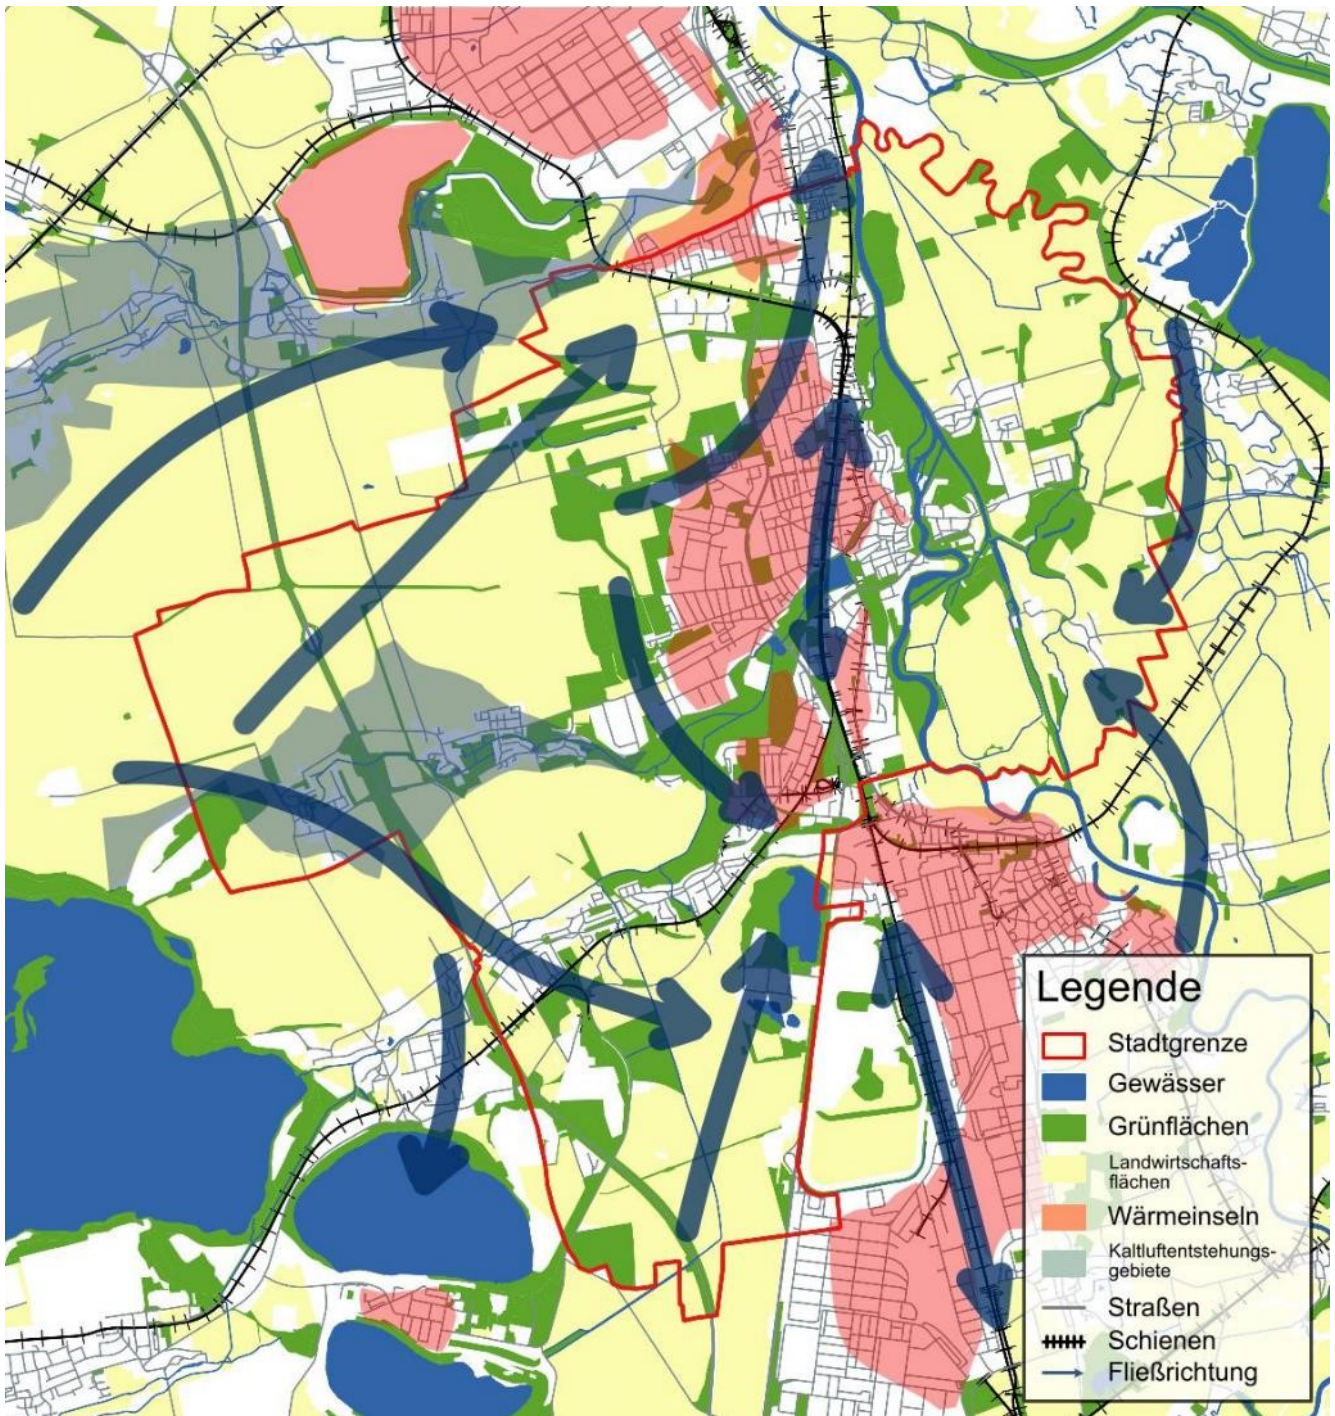 Legende
Stadtgrenze
Gewässer
Grünflächen
Landwirtschafts-
flächen
Wärmeinseln
Kaltluftentstehungs-
gebiete
Straßen
Schienen
Fließrichtung